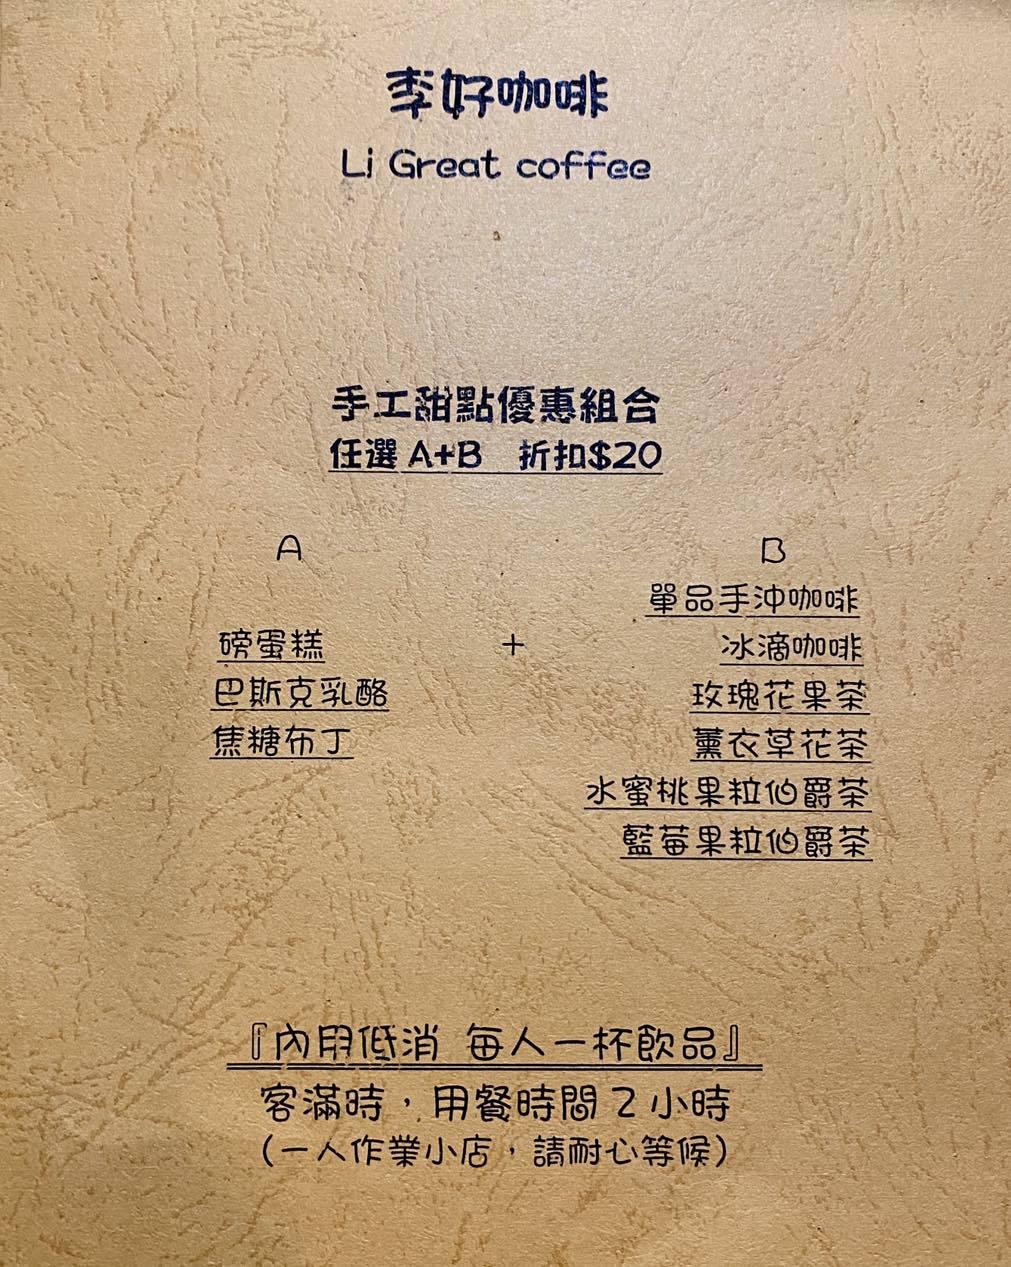 李好咖啡
Li Great coffee
手工甜點優惠組合
任選 A+B 折扣$20
A B
單品手沖咖啡
磅蛋糕 + 冰滴咖啡
巴斯克乳酪 玫瑰花果茶
焦糖布丁 薰衣草花茶
水蜜桃果粒伯爵茶
藍莓果粒伯爵茶
『內用低消 每人一杯飲品』
客滿時，用餐時間 2 小時
(一人作業小店，請耐心等候)